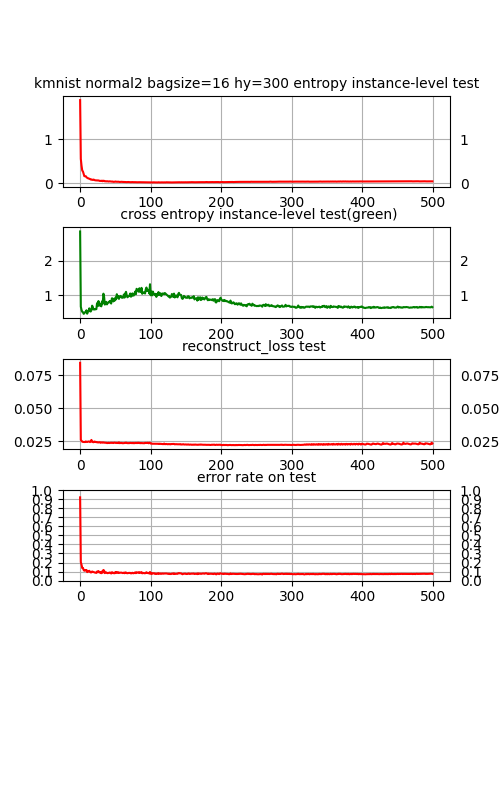 kmnist normal2 bagsize=16 hy=300 entropy instance-level test
1 1
0 0
0 100 200 300 400 500
cross entropy instance-level test(green)
2
1
0 100 200 300 400 500
reconstruct_loss test
0.075 0.075
0.050 0.050
0.025 0.025
0 100 200 300 400 500
error rate on test
1.0 1.0
0.9 0.9
0.8 0.8
0.7 0.7
0.6 0.6
0.5 0.5
0.4 0.4
0.3 0.3
0.2 0.2
0.1 0.1
0.0 0.0
0 100 200 300 400 500